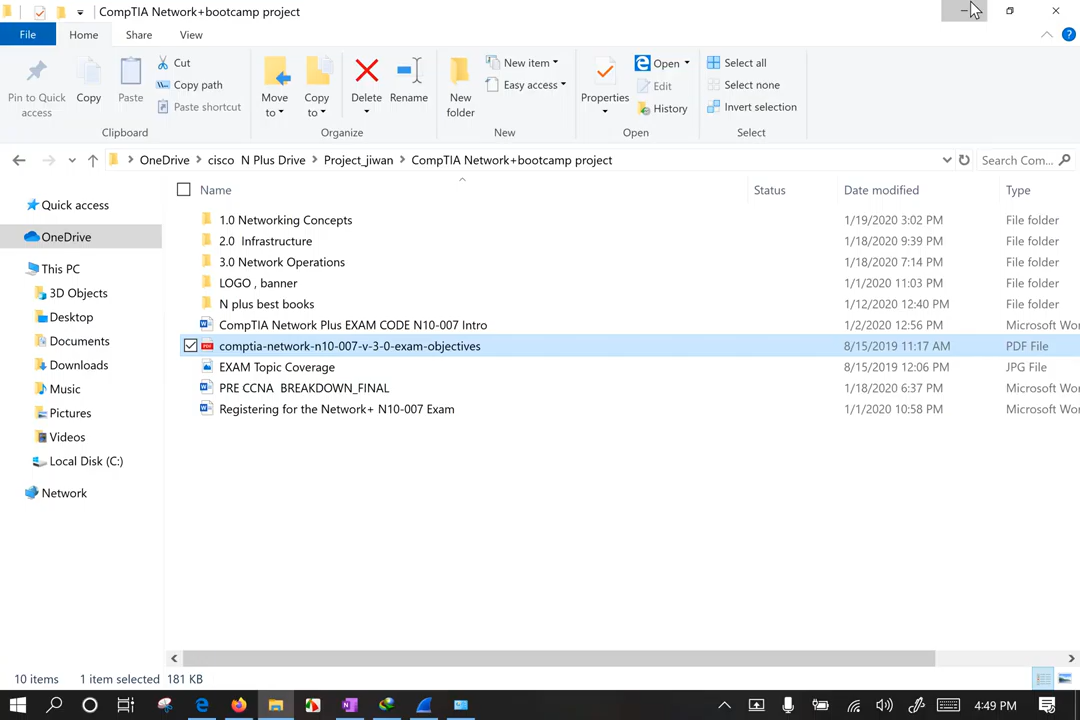 CompTIA Network+bootcamp project
File Home Share View
Pin to Quick access
Copy
Paste
Cut
Copy path
Paste shortcut
Clipboard
Move to
Copy to
Delete
Rename
Organize
New folder
New item
Easy access
New
Properties
Open
Edit
History
Open
Select all
Select none
Invert selection
Select
OneDrive cisco N Plus Drive Project_jiwan CompTIA Network+bootcamp project
Search Com...
Quick access
OneDrive
This PC
3D Objects
Desktop
Documents
Downloads
Music
Pictures
Videos
Local Disk (C:)
Network
Name Status Date modified Type
1.0 Networking Concepts 1/19/2020 3:02 PM File folder
2.0 Infrastructure 1/18/2020 9:39 PM File folder
3.0 Network Operations 1/18/2020 7:14 PM File folder
LOGO , banner 1/1/2020 11:03 PM File folder
N plus best books 1/12/2020 12:40 PM File folder
CompTIA Network Plus EXAM CODE N10-007 Intro 1/2/2020 12:56 PM Microsoft Wo
comptia-network-n10-007-v-3-0-exam-objectives 8/15/2019 11:17 AM PDF File
EXAM Topic Coverage 8/15/2019 12:06 PM JPG File
PRE CCNA BREAKDOWN_FINAL 1/18/2020 6:37 PM Microsoft Wo
Registering for the Network+ N10-007 Exam 1/1/2020 10:58 PM Microsoft Wo
10 items 1 item selected 181 KB
4:49 PM